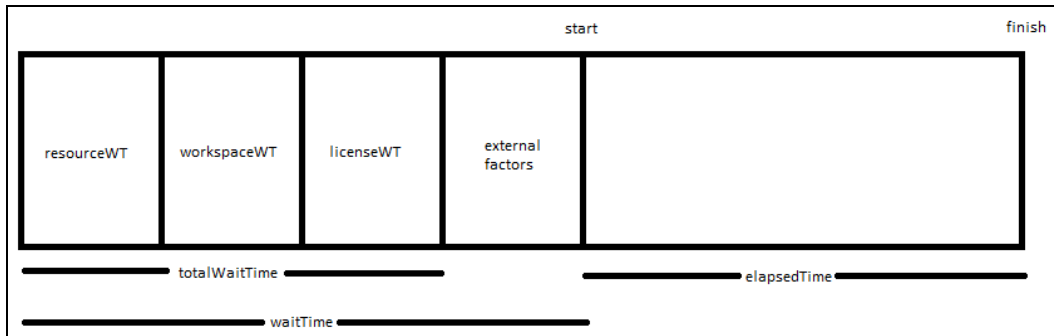 start
finish
resourceWT
workspaceWT
licenseWT
external
factors
totalWaitTime
elapsedTime
waitTime